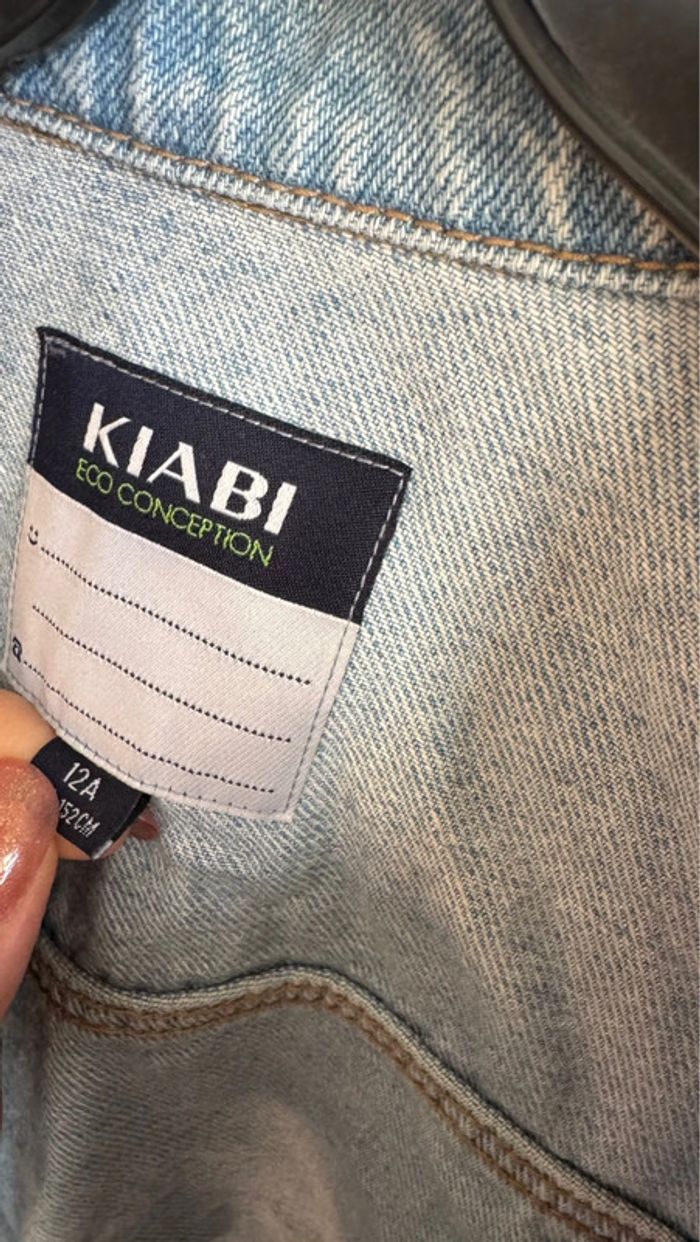 KIABI
ECO CONCEPTION
12A
152CM